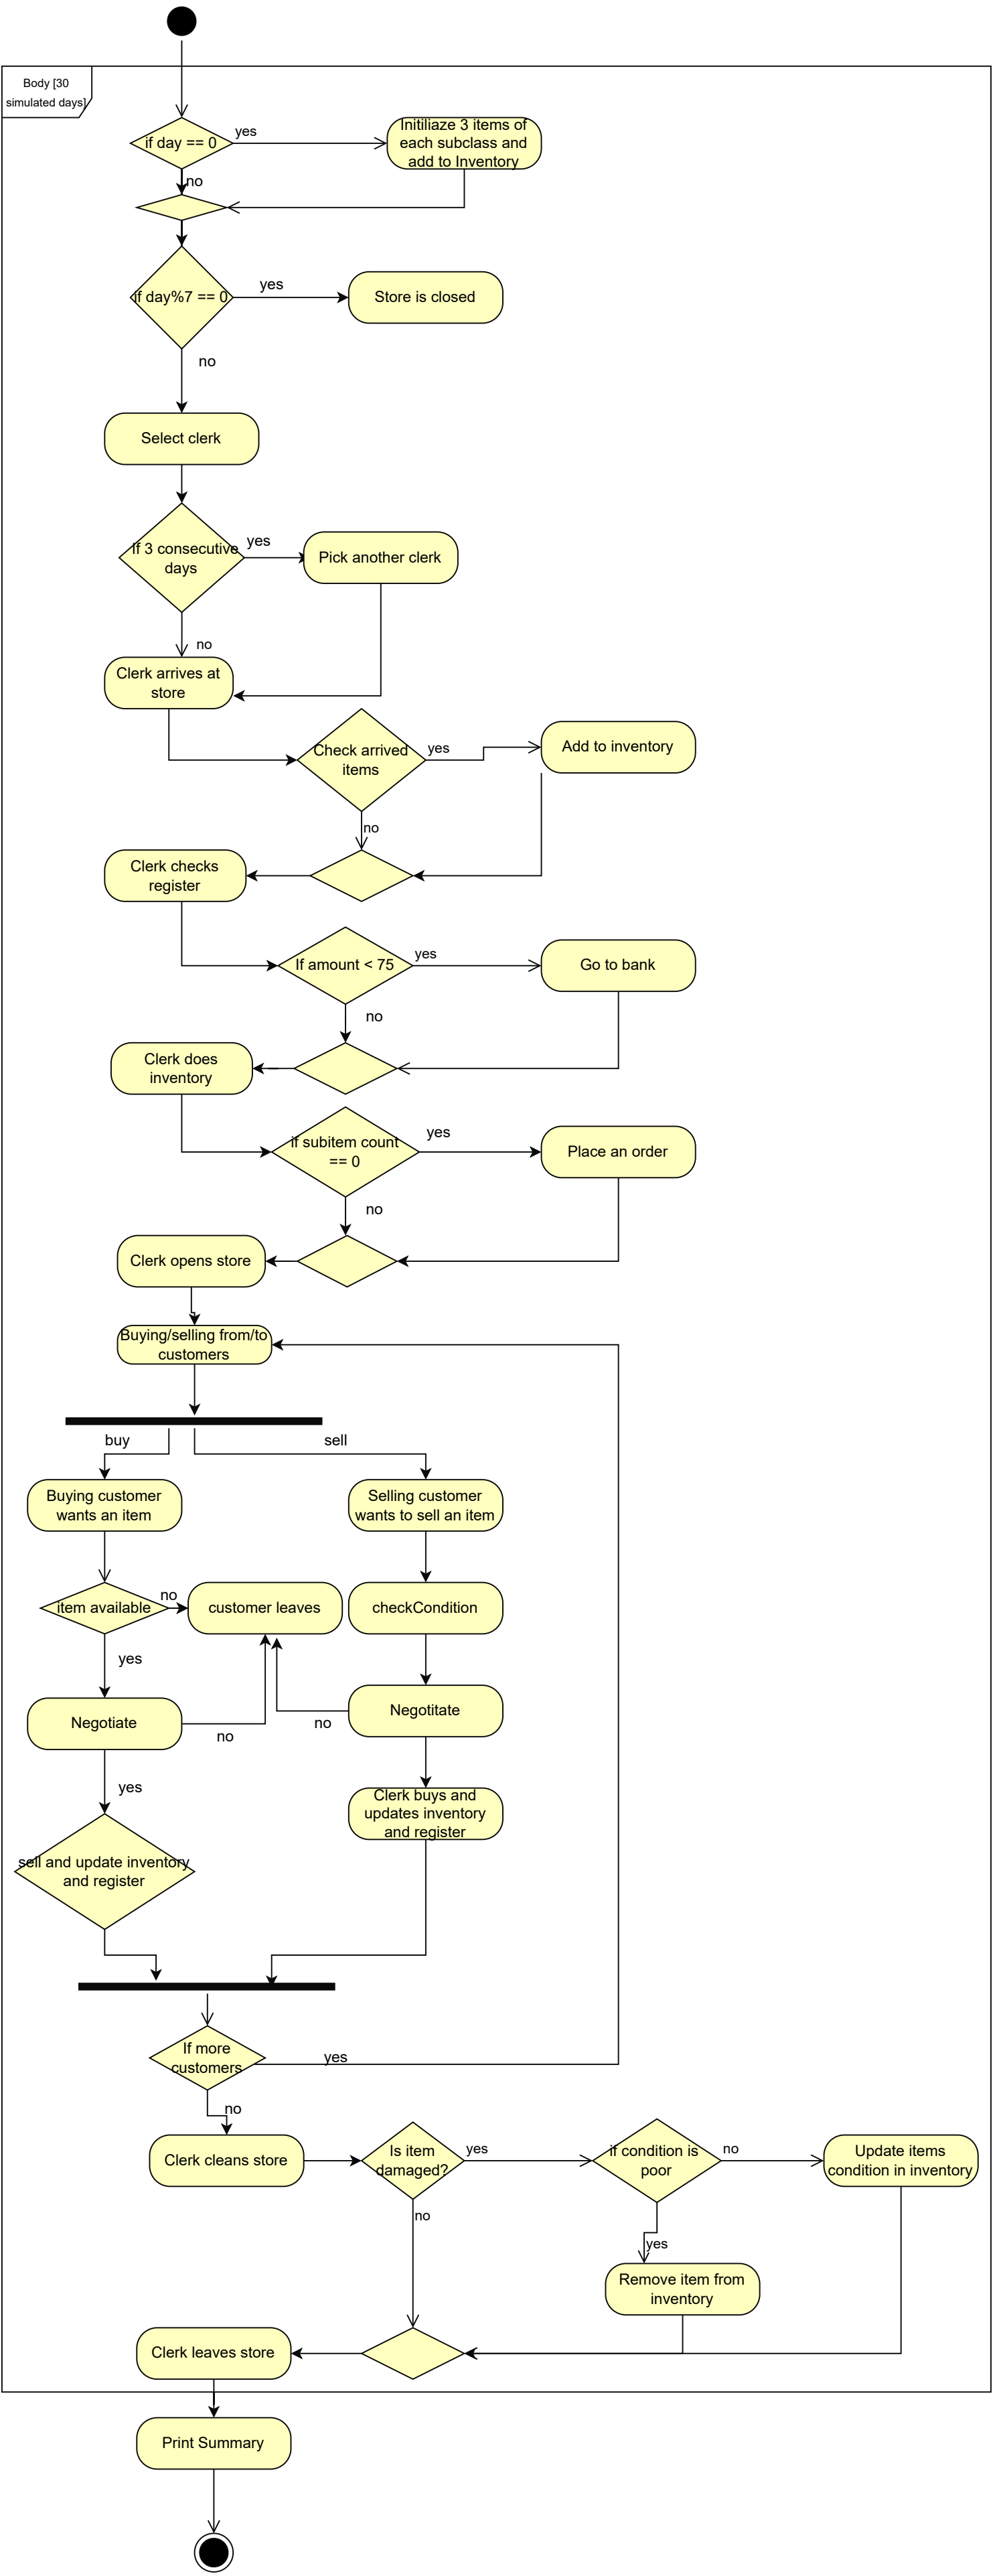 Body [30
simulated days]
if day == 0
yes
Initiliaze 3 items of
each subclass and
add to Inventory
no
if day%7 == 0
yes
Store is closed
no
Select clerk
If 3 consecutive
days
yes
Pick another clerk
no
Clerk arrives at
store
Check arrived
items
yes
Add to inventory
no
Clerk checks
register
If amount < 75
yes
Go to bank
no
Clerk does
inventory
if subitem count
== 0
yes
Place an order
no
Clerk opens store
Buying/selling from/to
customers
buy
sell
Buying customer
wants an item
Selling customer
wants to sell an item
item available
no
customer leaves
checkCondition
yes
Negotiate
no
no
Negotitate
yes
Clerk buys and
updates inventory
and register
sell and update inventory
and register
If more
customers
yes
no
Clerk cleans store
Is item
damaged?
yes
if condition is
poor
no
Update items
condition in inventory
no
yes
Remove item from
inventory
Clerk leaves store
Print Summary